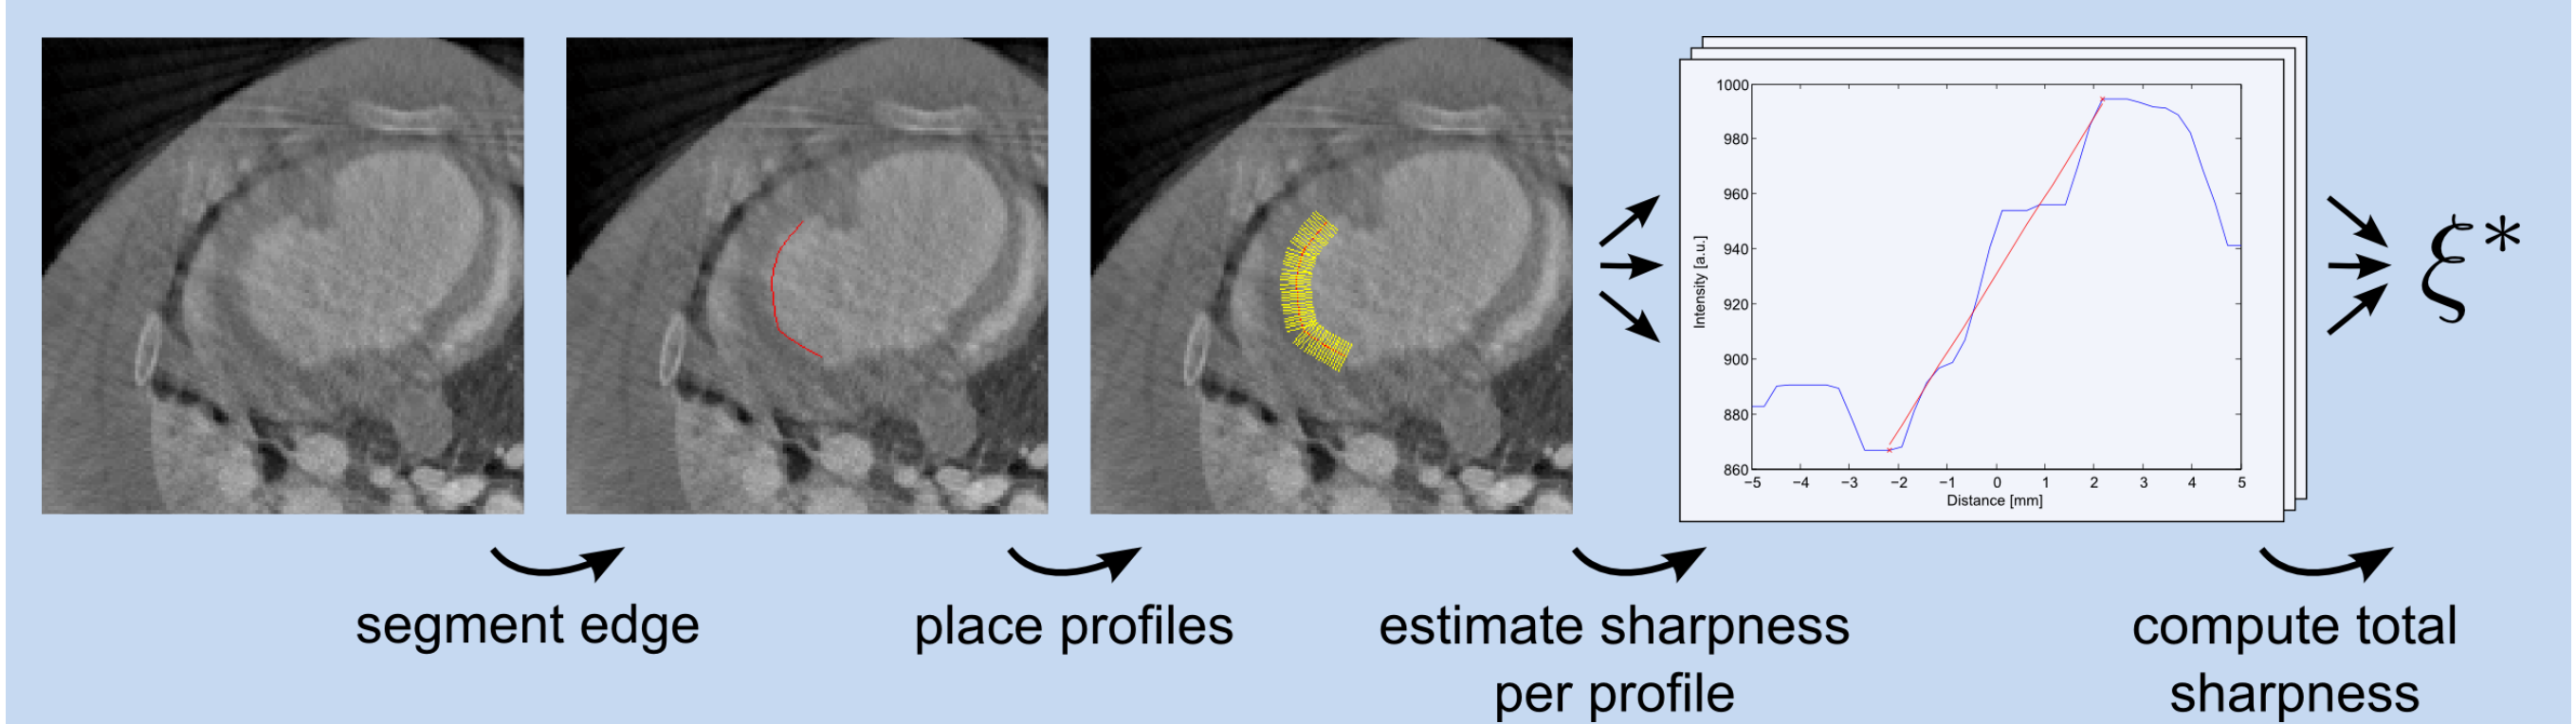 1000
980
960
940
920
900
880
860
Intensity [a.u.]
−5 −4 −3 −2 −1 0 1 2 3 4 5
Distance [mm]
ξ*
segment edge
place profiles
estimate sharpness
per profile
compute total
sharpness